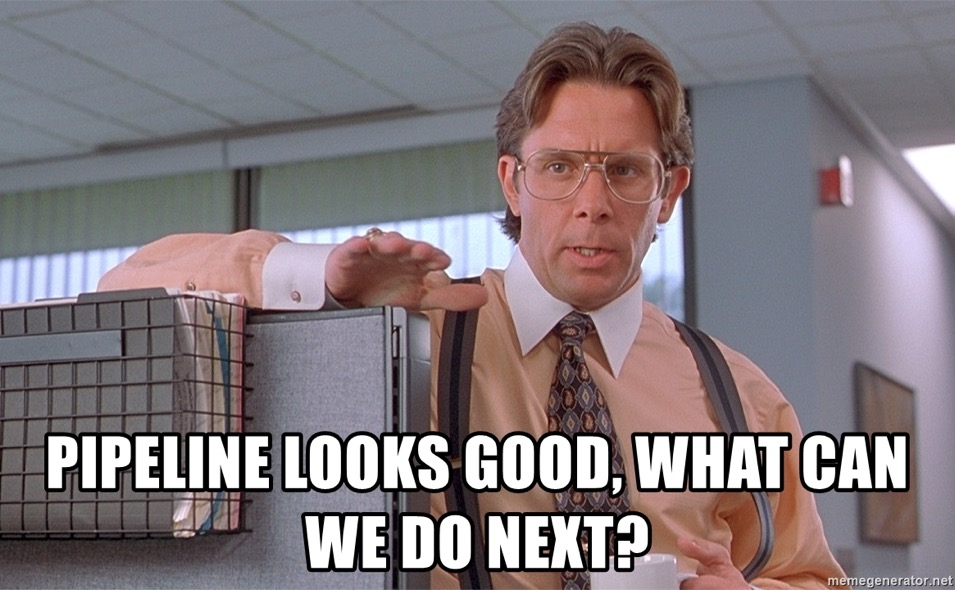 PIPELINE LOOKS GOOD, WHAT CAN
WE DO NEXT?
memegenerator.net